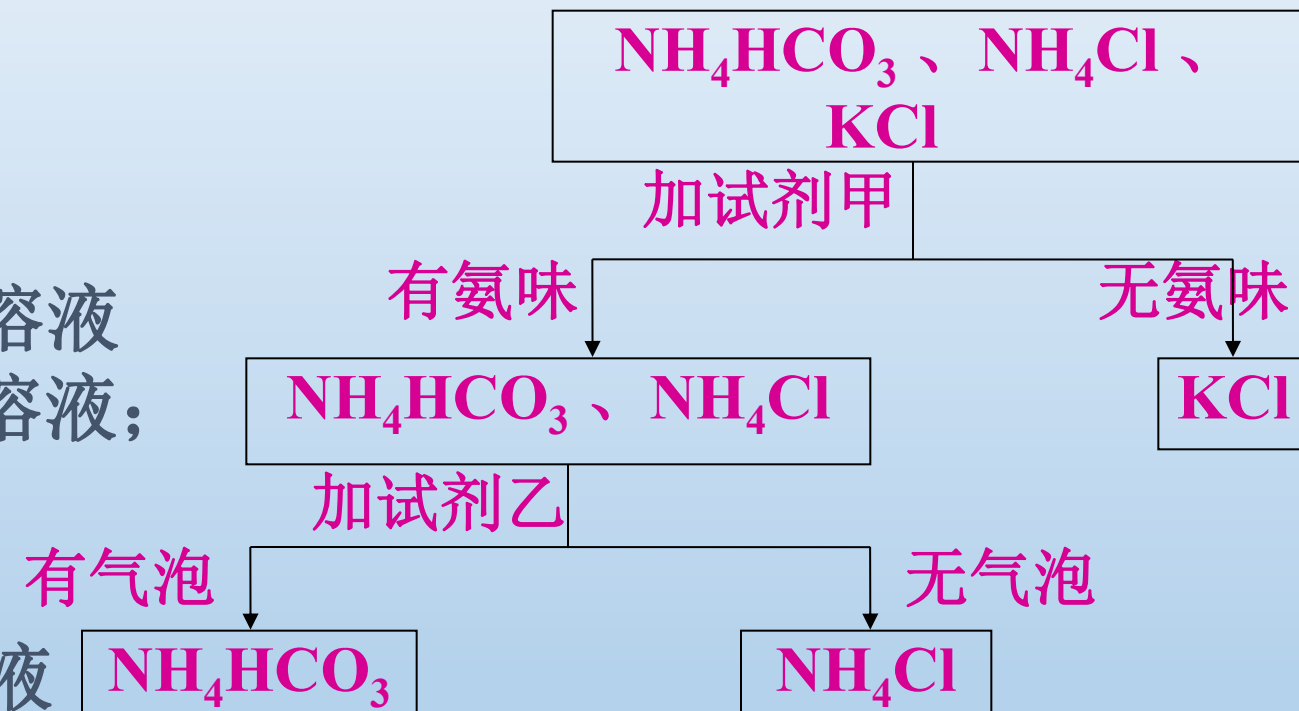 NH₄HCO₃、NH₄Cl、
KCl
加试剂甲
有氨味
无氨味
溶液
溶液；
NH₄HCO₃、NH₄Cl
KCl
加试剂乙
有气泡
无气泡
液
NH₄HCO₃
NH₄Cl